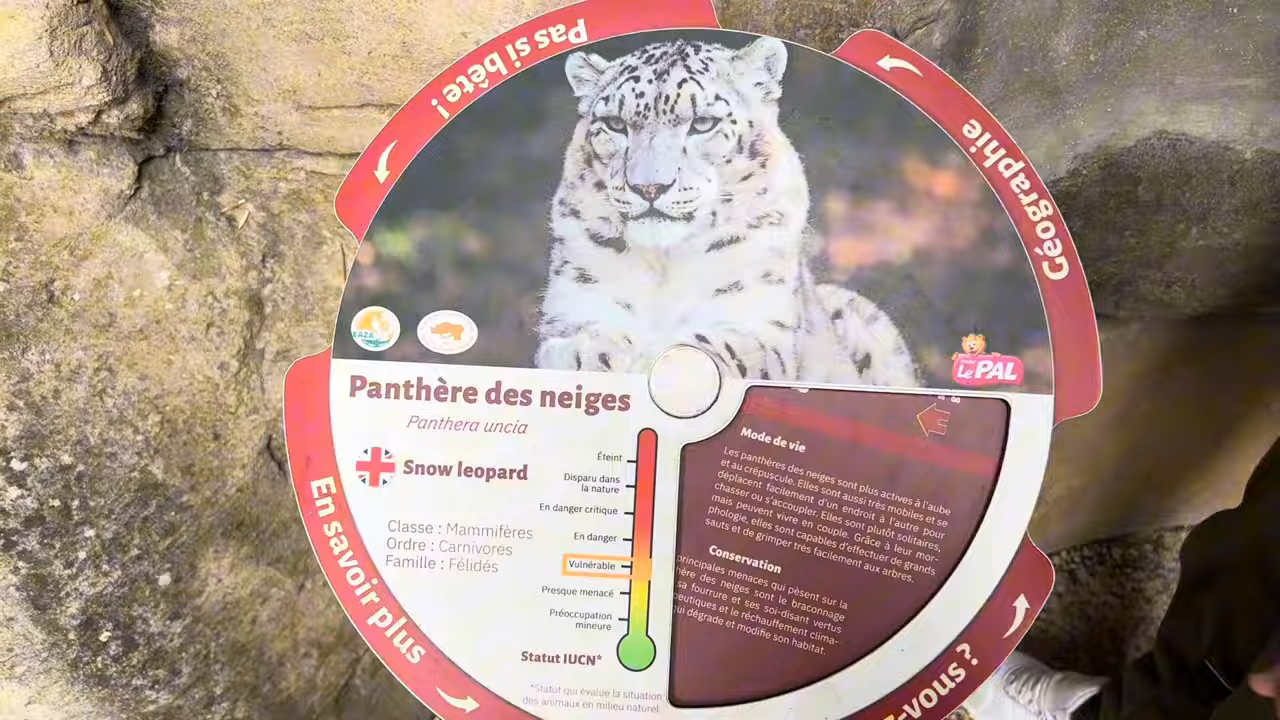 Pas si bête !
Géographie
EAZA
Le PAL
Panthère des neiges
Panthera uncia
Snow leopard
Classe : Mammifères
Ordre : Carnivores
Famille : Félidés
Éteint
Disparu dans
la nature
En danger critique
En danger
Vulnérable
Presque menacé
Préoccupation
mineure
Statut IUCN*
*Statut qui évalue la situation
des animaux en milieu naturel
Mode de vie
Les panthères des neiges sont plus actives à l'aube
et au crépuscule. Elles sont aussi très mobiles et se
déplacent facilement d'un endroit à l'autre pour
chasser ou s'accoupler. Elles sont plutôt solitaires,
mais peuvent vivre en couple. Grâce à leur mor-
phologie, elles sont capables d'effectuer de grands
sauts et de grimper très facilement aux arbres.
Conservation
principales menaces qui pèsent sur la
des neiges sont le braconnage
sa fourrure et ses soi-disant vertus
et le réchauffement clima-
qui dégrade et modifie son habitat.
En savoir plus
-vous ?